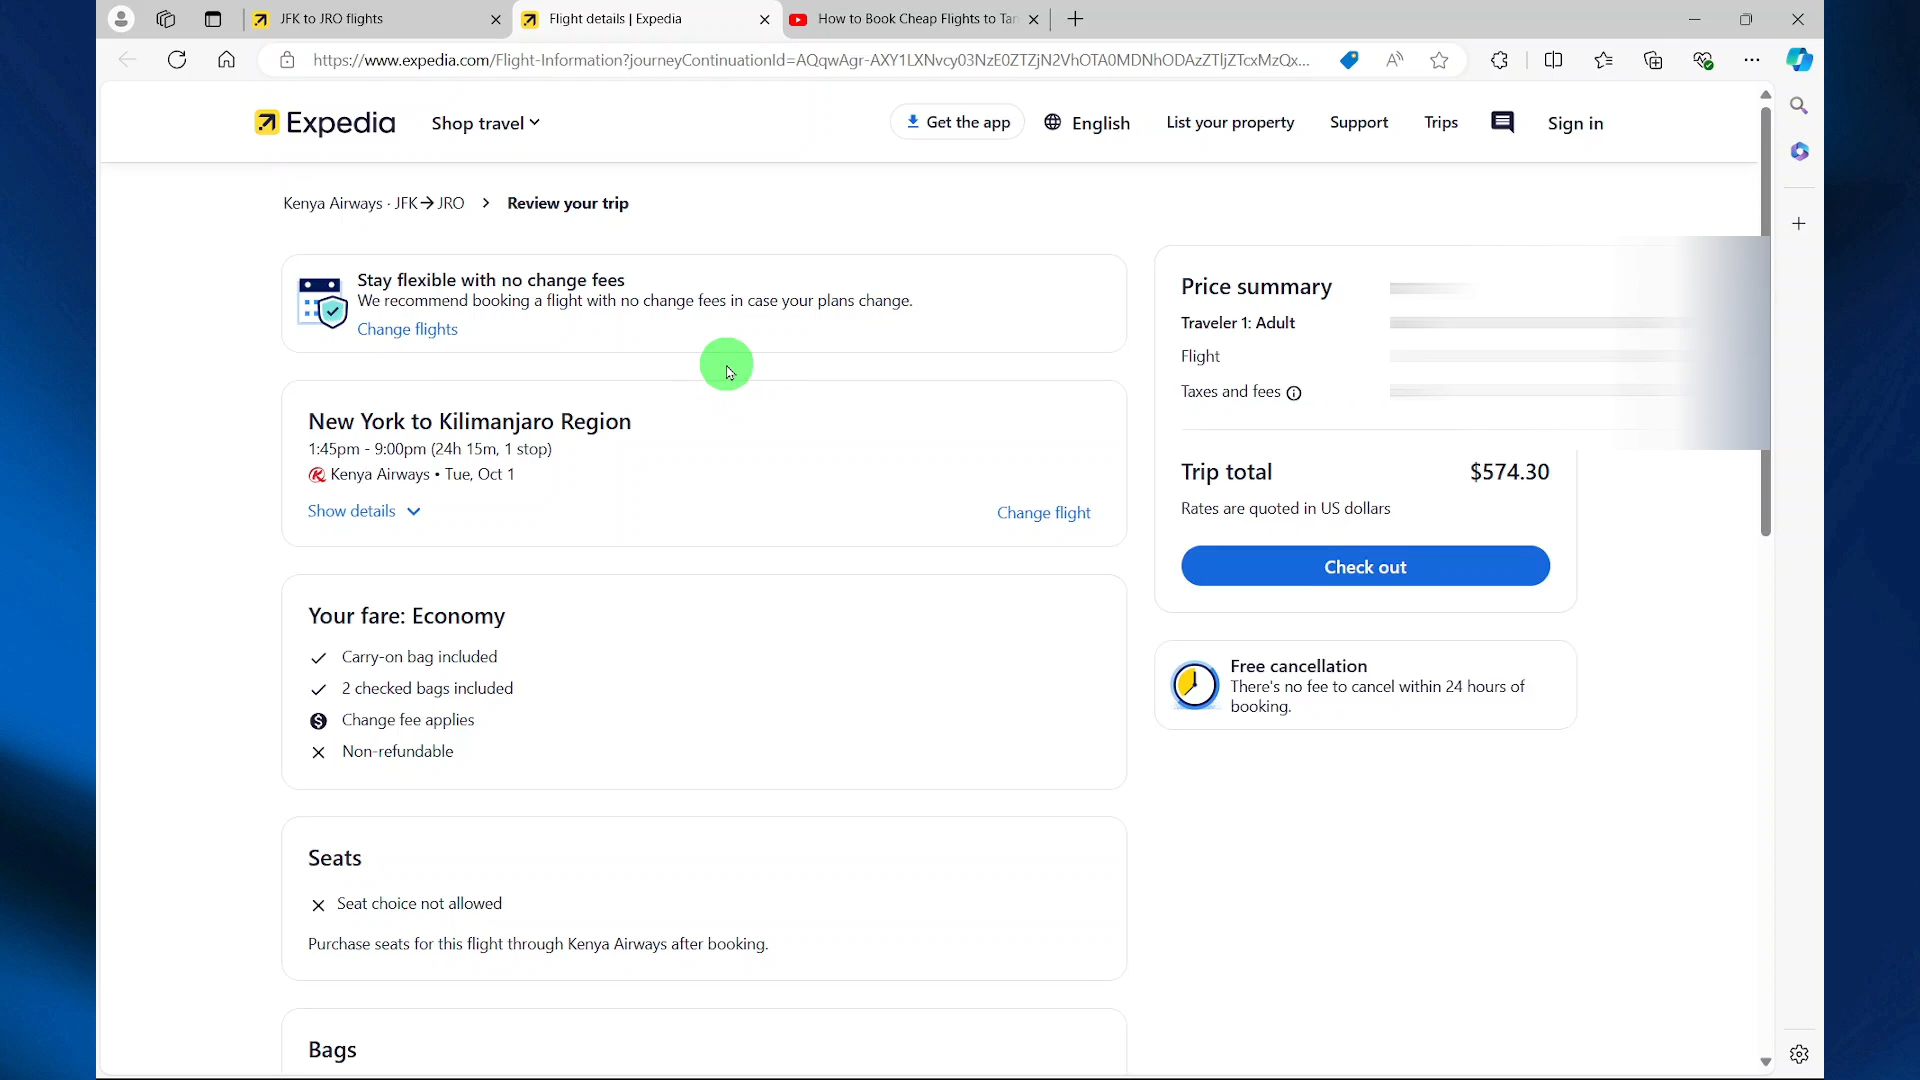 JFK to JRO flights
Flight details | Expedia
How to Book Cheap Flights to Tan
https://www.expedia.com/Flight-Information?journeyContinuationId=AQqwAgr-AXY1LXNvcy03NzE0ZTZjN2VhOTA0MDNhODAzZTljZTcxMzQx...
Expedia
Shop travel
Get the app
English
List your property
Support
Trips
Sign in
Kenya Airways · JFK→JRO > Review your trip
Stay flexible with no change fees
We recommend booking a flight with no change fees in case your plans change.
Change flights
New York to Kilimanjaro Region
1:45pm - 9:00pm (24h 15m, 1 stop)
Kenya Airways • Tue, Oct 1
Show details
Change flight
Your fare: Economy
Carry-on bag included
2 checked bags included
Change fee applies
Non-refundable
Seats
Seat choice not allowed
Purchase seats for this flight through Kenya Airways after booking.
Bags
Price summary
Traveler 1: Adult
Flight
Taxes and fees
Trip total $574.30
Rates are quoted in US dollars
Check out
Free cancellation
There's no fee to cancel within 24 hours of
booking.